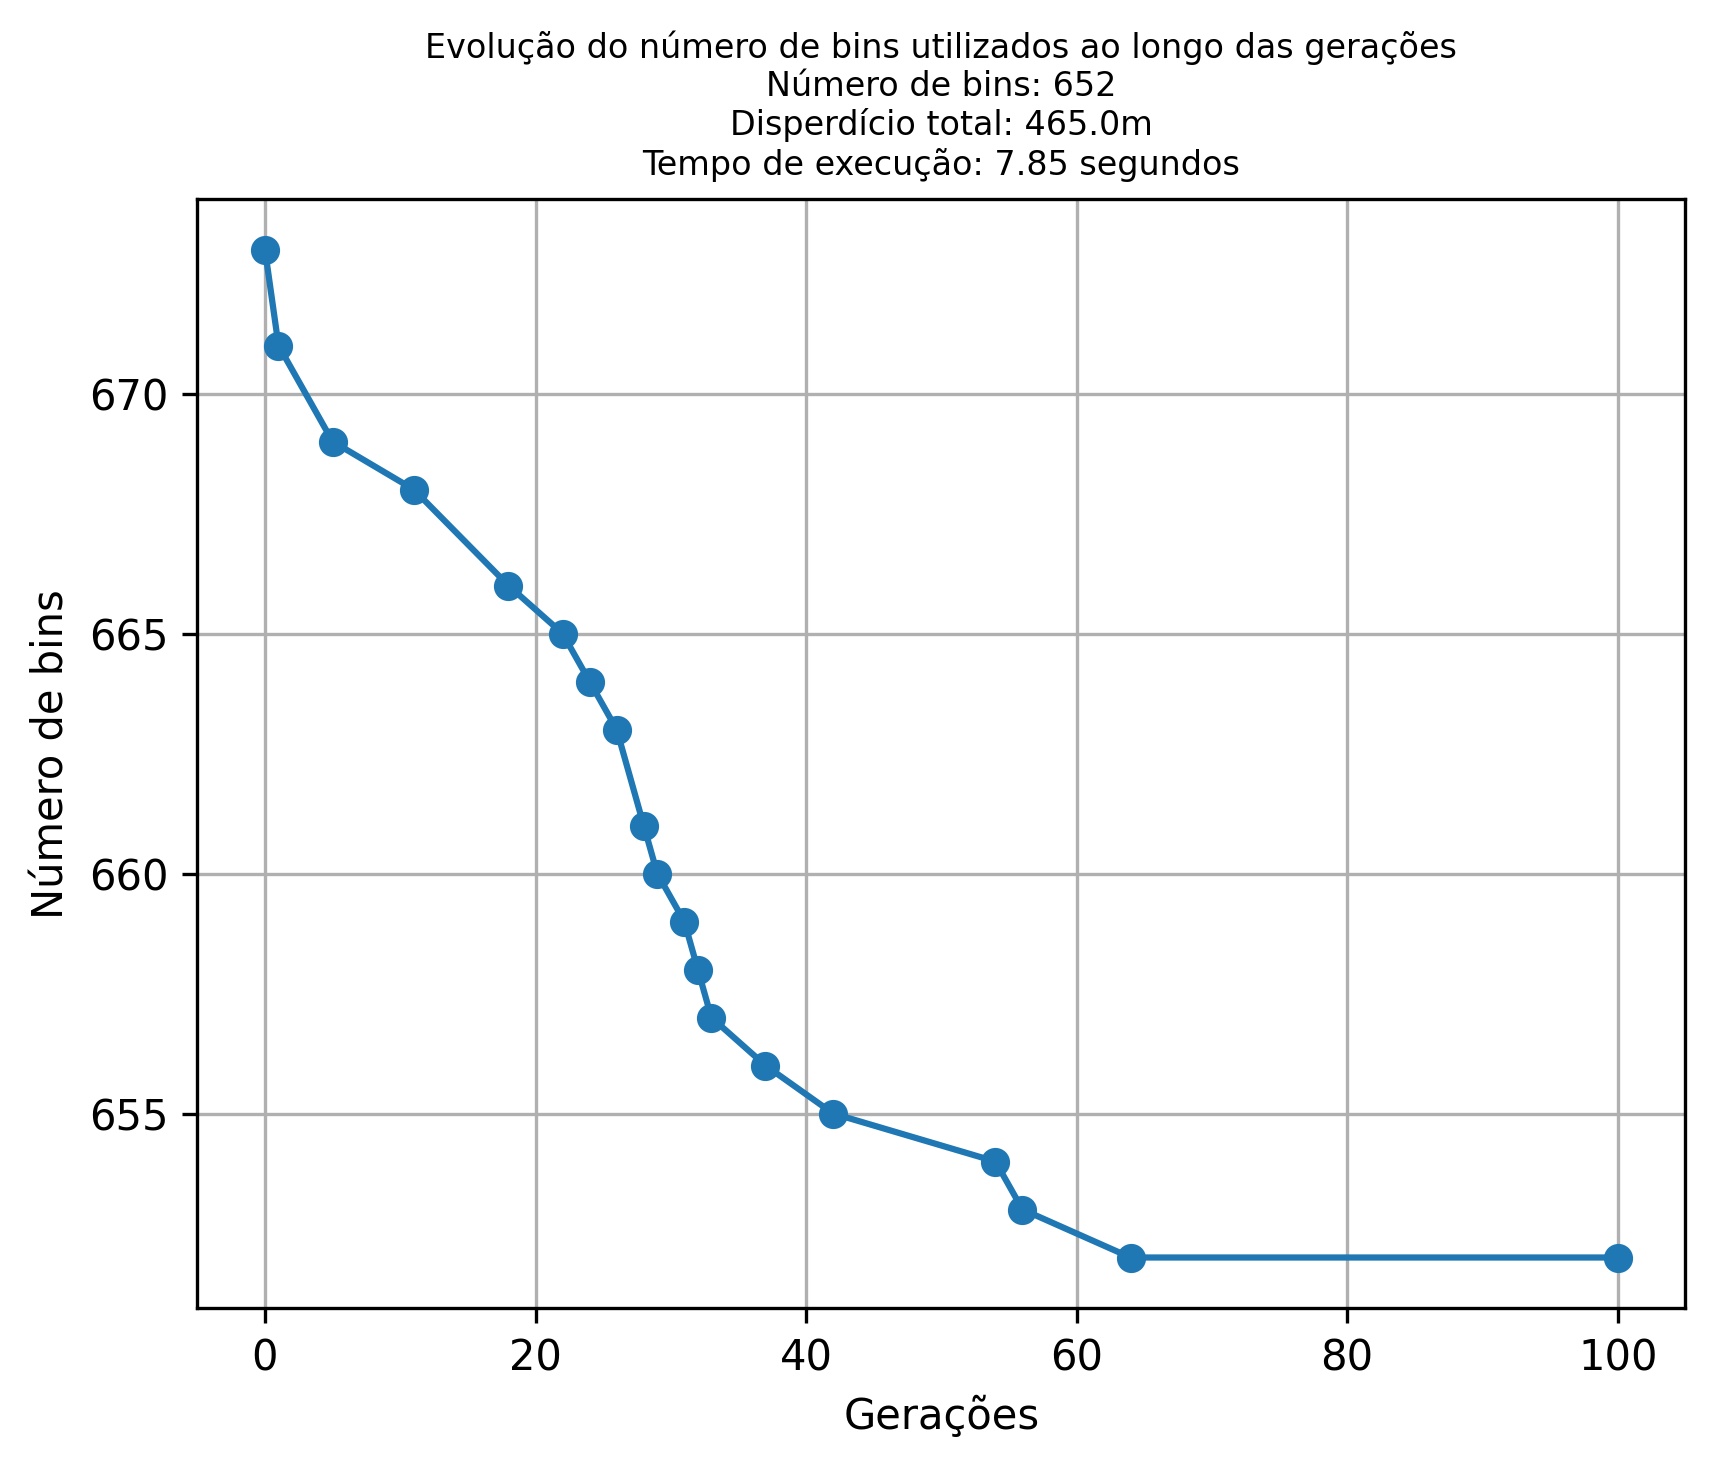 Evolução do número de bins utilizados ao longo das gerações
Número de bins: 652
Disperdício total: 465.0m
Tempo de execução: 7.85 segundos
670
665
660
655
Número de bins
0 20 40 60 80 100
Gerações